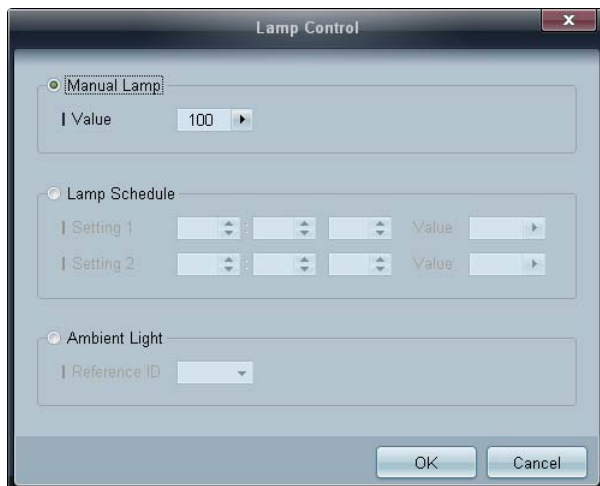 Lamp Control
x
Manual Lamp
Value 100
Lamp Schedule
Setting 1 : Value
Setting 2 : Value
Ambient Light
Reference ID
OK Cancel